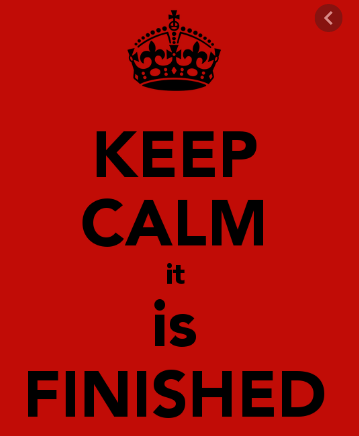 KEEP
CALM
it
is
FINISHED